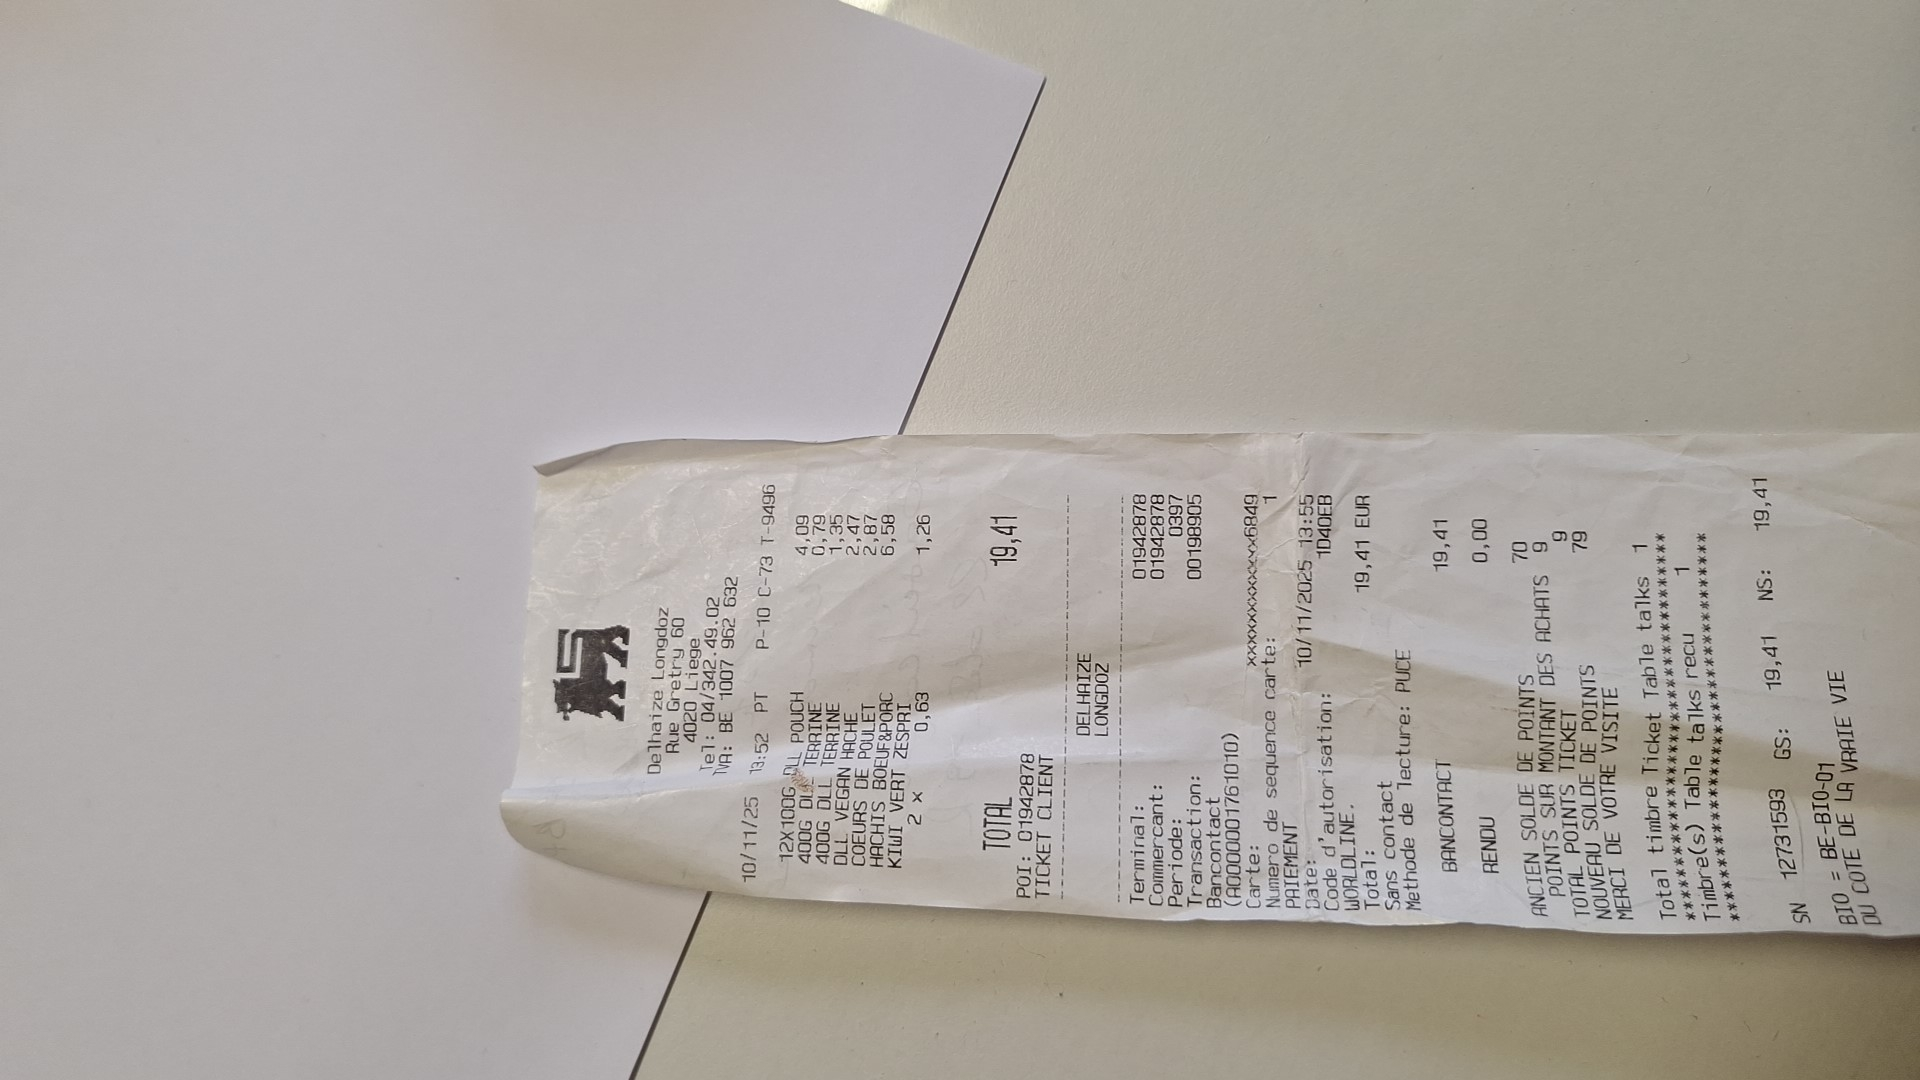 Delhaize Longdoz
Rue Gretry 60
4020 Liege
Tel: 04/342.49.02
TVA: BE 1007 962 632
10/11/25 13:52 PT P-10 C-73 T-9496
12X100G DLL POUCH 4,09
400G DLL TERRINE 0,79
400G DLL TERRINE 1,35
DLL VEGAN HACHE 2,47
COEURS DE POULET 2,87
HACHIS BOEUF&PORC 6,58
KIWI VERT ZESPRI
2 x 0,63 1,26
TOTAL 19,41
POI: 01942878
TICKET CLIENT
DELHAIZE
LONGDOZ
Terminal: 01942878
Commercant: 01942878
Periode: 0397
Transaction: 00198905
Bancontact
(A0000001761010)
Carte: xxxxxxxxxxxxx6849
Numero de sequence carte: 1
PAIEMENT
Date: 10/11/2025 13:55
Code d'autorisation: 1D40EB
WORLDLINE.
Total: 19,41 EUR
Sans contact
Methode de lecture: PUCE
BANCONTACT 19,41
RENDU 0,00
ANCIEN SOLDE DE POINTS 70
POINTS SUR MONTANT DES ACHATS 9
TOTAL POINTS TICKET 9
NOUVEAU SOLDE DE POINTS 79
MERCI DE VOTRE VISITE
Total timbre Ticket Table talks 1
****************************************
Timbre(s) Table talks recu 1
****************************************
SN 12731593 GS: 19,41 NS: 19,41
BIO = BE-BIO-01
DU COTE DE LA VRAIE VIE